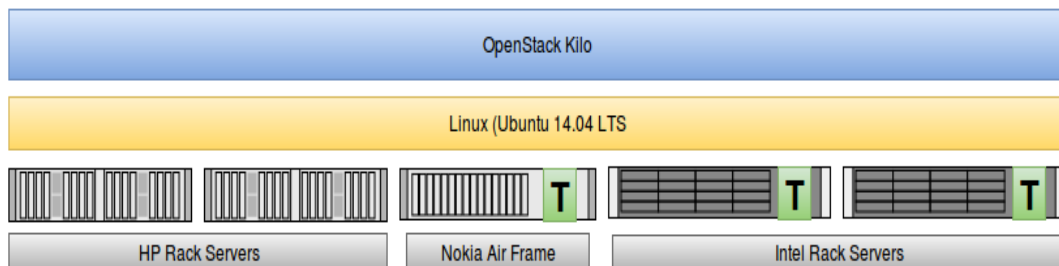 OpenStack Kilo
Linux (Ubuntu 14.04 LTS
T T T
HP Rack Servers Nokia Air Frame Intel Rack Servers